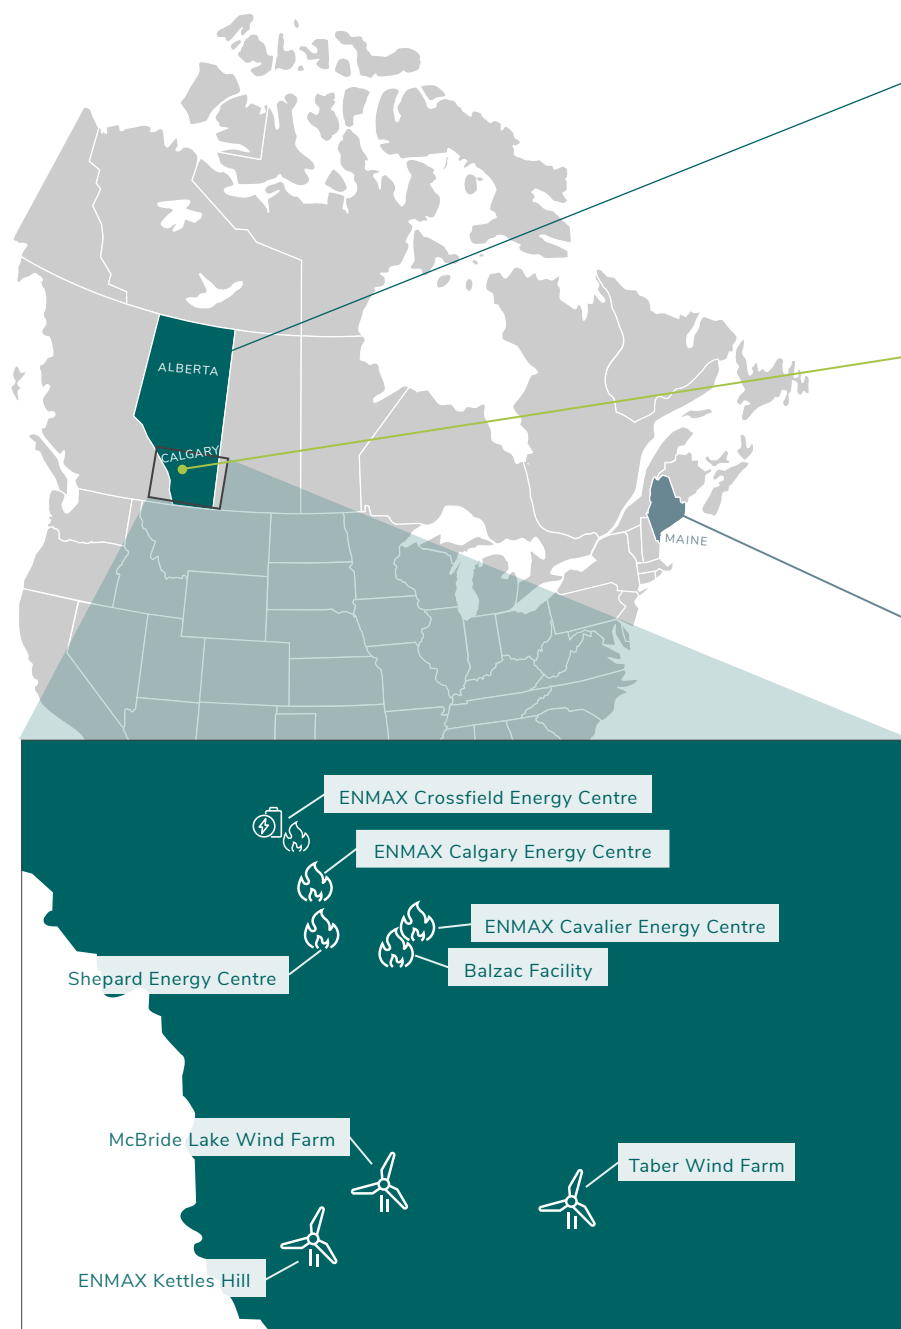 ALBERTA
CALGARY
MAINE
ENMAX Crossfield Energy Centre
ENMAX Calgary Energy Centre
ENMAX Cavalier Energy Centre
Balzac Facility
Shepard Energy Centre
McBride Lake Wind Farm
Taber Wind Farm
ENMAX Kettles Hill